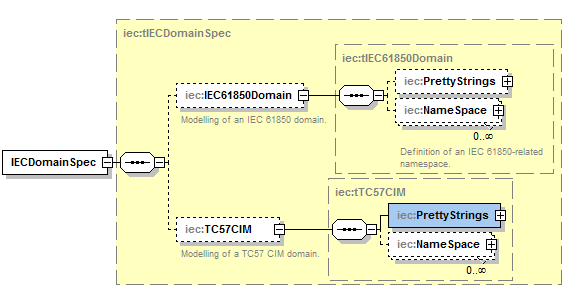 iec:tIECDomainSpec
iec:tIEC61850Domain
iec:PrettyStrings
iec:IEC61850Domain
iec:NameSpace
Modelling of an IEC 61850 domain.
0..∞
Definition of an IEC 61850-related
namespace.
IECDomainSpec
iec:tTC57CIM
iec:PrettyStrings
iec:TC57CIM
iec:NameSpace
Modelling of a TC57 CIM domain.
0..∞